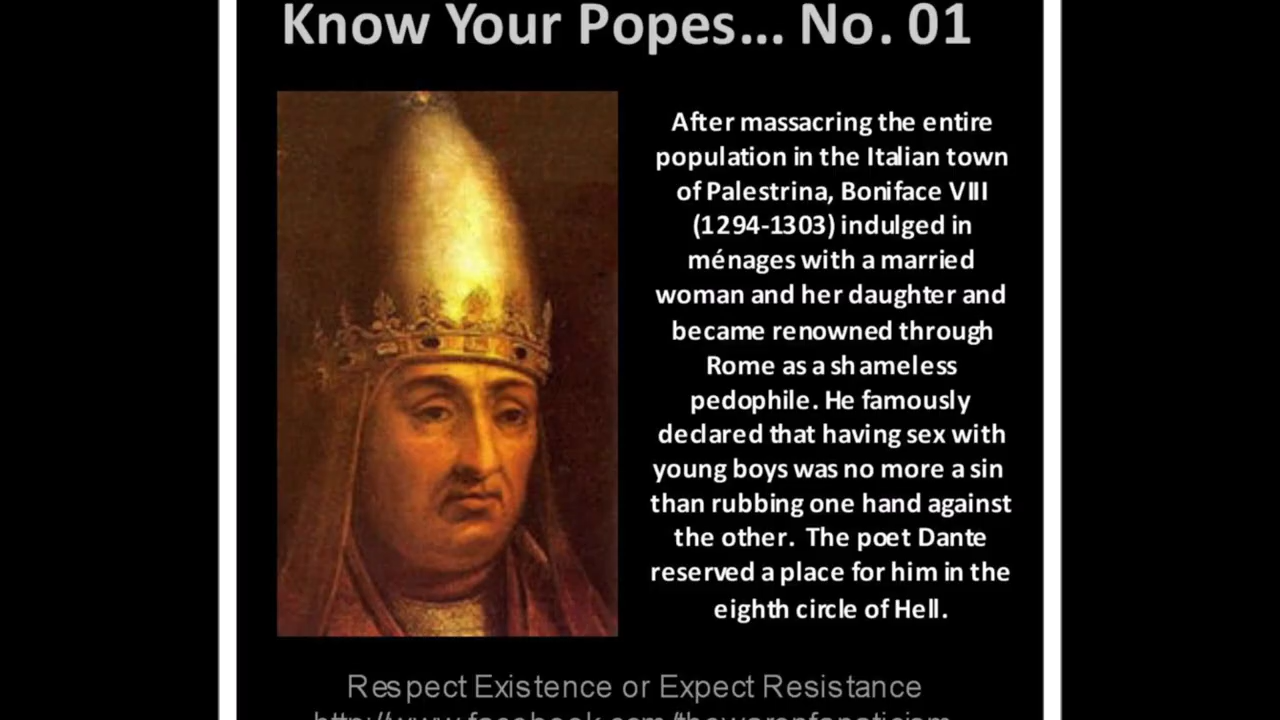 Know Your Popes... No. 01
After massacring the entire
population in the Italian town
of Palestrina, Boniface VIII
(1294-1303) indulged in
ménages with a married
woman and her daughter and
became renowned through
Rome as a shameless
pedophile. He famously
declared that having sex with
young boys was no more a sin
than rubbing one hand against
the other. The poet Dante
reserved a place for him in the
eighth circle of Hell.
Respect Existence or Expect Resistance